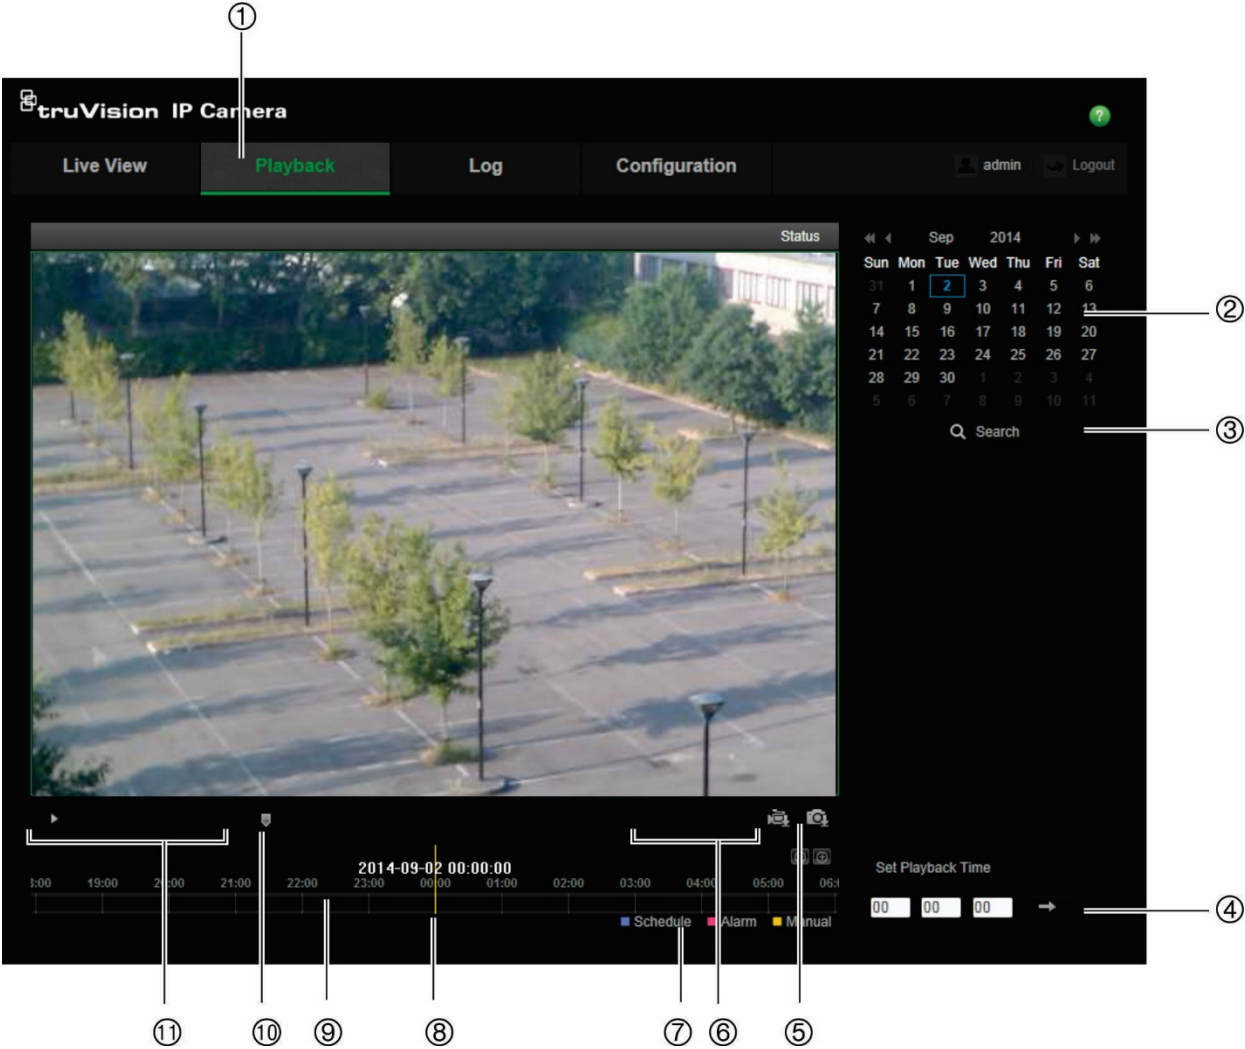 ①
truVision IP Camera
?
Live View Playback Log Configuration admin Logout
Status
Sep 2014
Sun Mon Tue Wed Thu Fri Sat
31 1 2 3 4 5 6
7 8 9 10 11 12 13
②
14 15 16 17 18 19 20
21 22 23 24 25 26 27
28 29 30 1 2 3 4
5 6 7 8 9 10 11
Search
③
2014-09-02 00:00:00
Set Playback Time
19:00 20:00 21:00 22:00 23:00 00:00 01:00 02:00 03:00 04:00 05:00
00 00 00
④
Schedule Alarm Manual
⑪ ⑩ ⑨ ⑧ ⑦ ⑥ ⑤